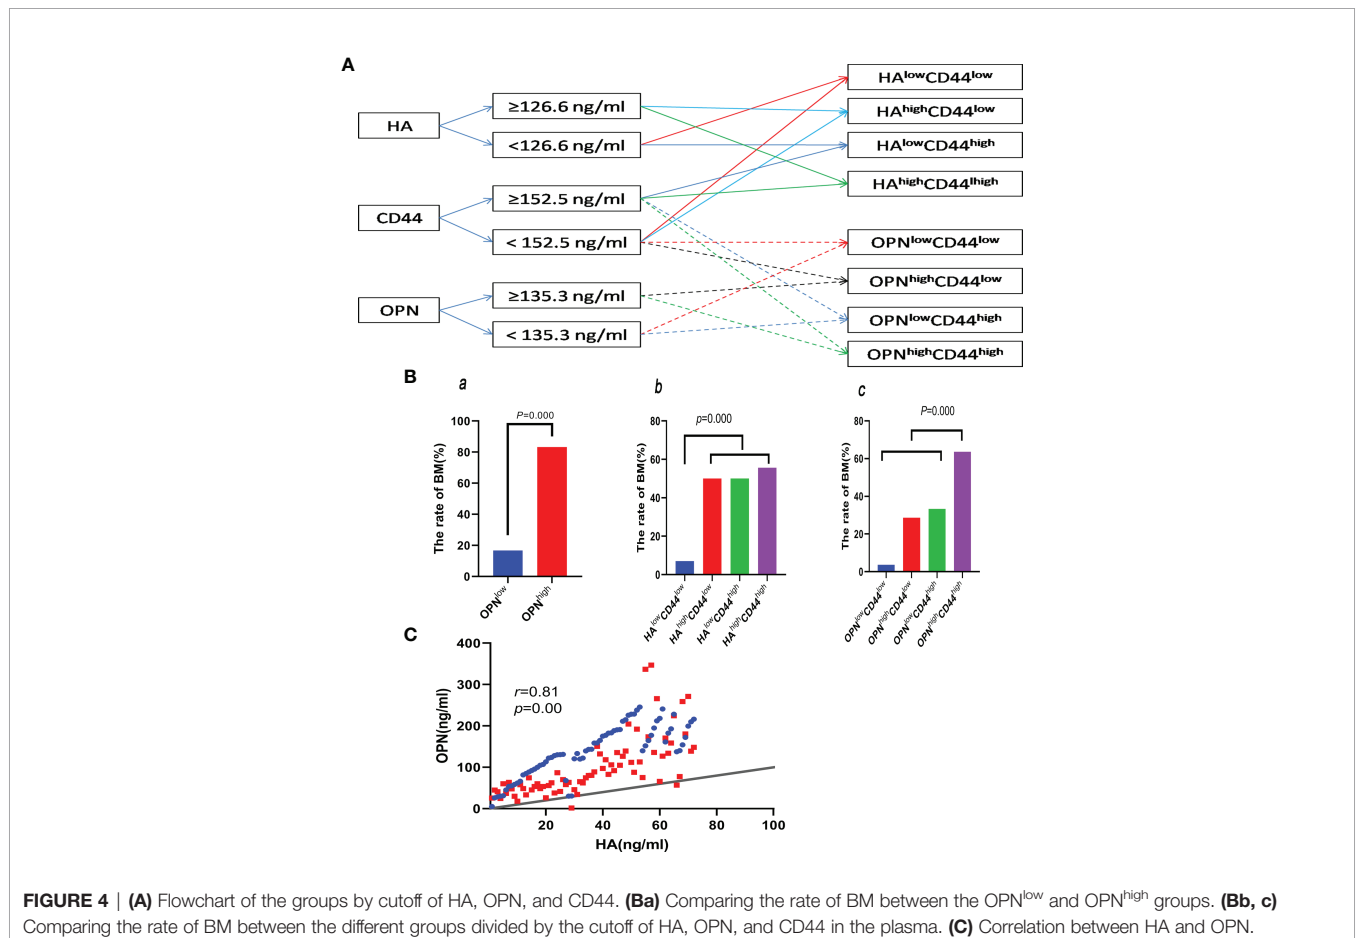 A
HA
CD44
OPN
≥126.6 ng/ml
<126.6 ng/ml
≥152.5 ng/ml
< 152.5 ng/ml
≥135.3 ng/ml
< 135.3 ng/ml
HAlowCD44low
HAhighCD44low
HAlowCD44high
HAhighCD44lhigh
OPNlowCD44low
OPNhighCD44low
OPNlowCD44high
OPNhighCD44high
B
a
P=0.000
The rate of BM(%)
100
80
60
40
20
0
OPNlow
OPNhigh
b
p=0.000
The rate of BM(%)
80
60
40
20
0
HAlowCD44low
HAhighCD44low
HAlowCD44high
HAhighCD44high
c
P=0.000
The rate of BM(%)
80
60
40
20
0
OPNlowCD44low
OPNhighCD44low
OPNlowCD44high
OPNhighCD44high
C
r=0.81
p=0.00
OPN(ng/ml)
400
300
200
100
0
20
40
60
80
100
HA(ng/ml)
FIGURE 4 | (A) Flowchart of the groups by cutoff of HA, OPN, and CD44. (Ba) Comparing the rate of BM between the OPNlow and OPNhigh groups. (Bb, c)
Comparing the rate of BM between the different groups divided by the cutoff of HA, OPN, and CD44 in the plasma. (C) Correlation between HA and OPN.